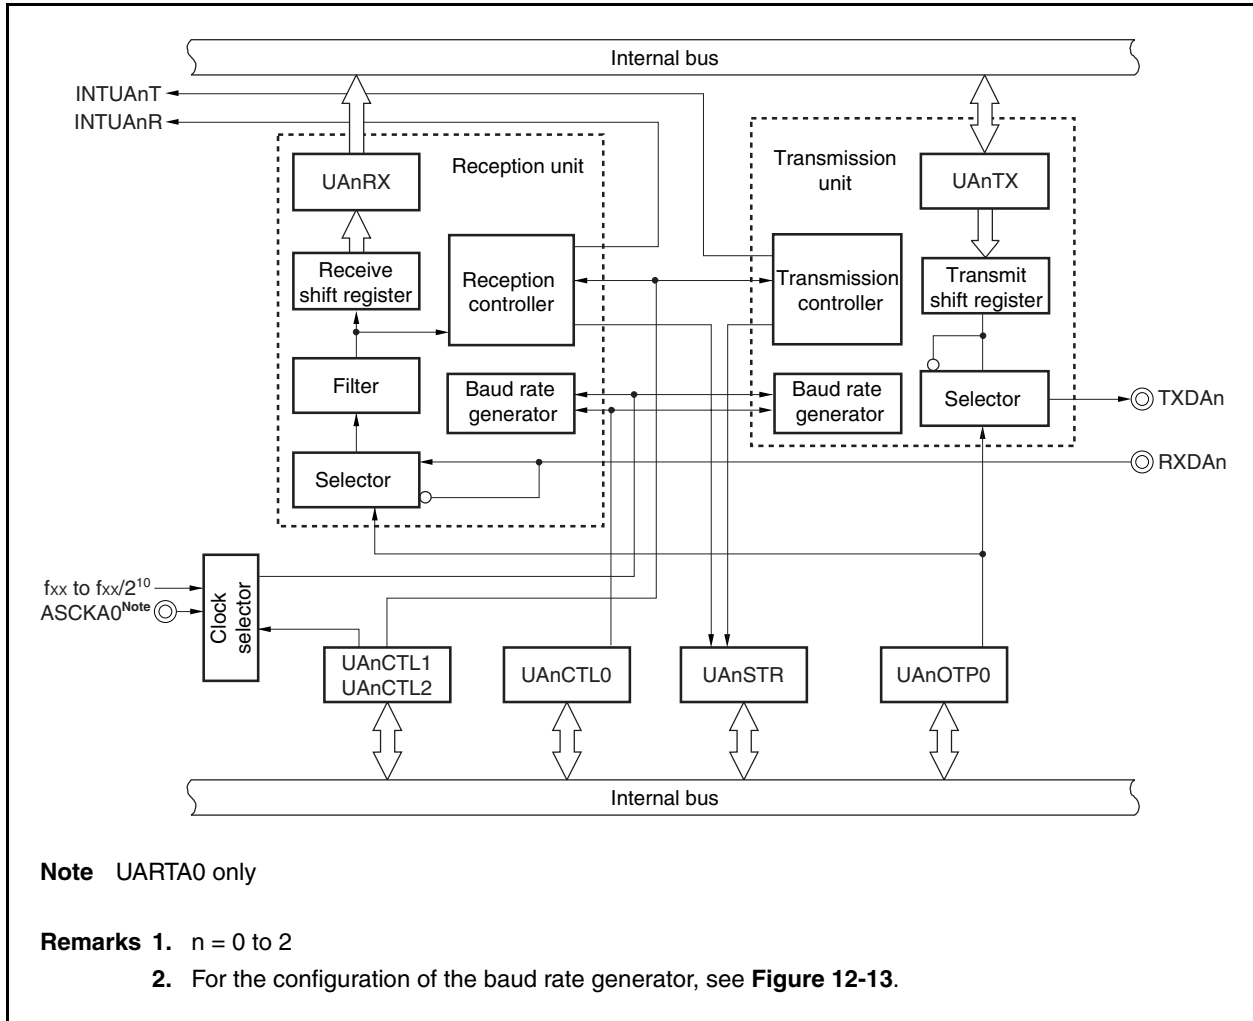 Internal bus
INTUAnT
INTUAnR
Reception unit
Transmission
unit
UAnRX
UAnTX
Receive
shift register
Reception
controller
Transmission
controller
Transmit
shift register
Filter
Baud rate
generator
Baud rate
generator
Selector
TXDAn
Selector
RXDAn
fxx to fxx/2¹⁰
ASCKA0Note
Clock
selector
UAnCTL1
UAnCTL2
UAnCTL0
UAnSTR
UAnOTP0
Internal bus
Note UARTA0 only
Remarks 1. n = 0 to 2
2. For the configuration of the baud rate generator, see Figure 12-13.